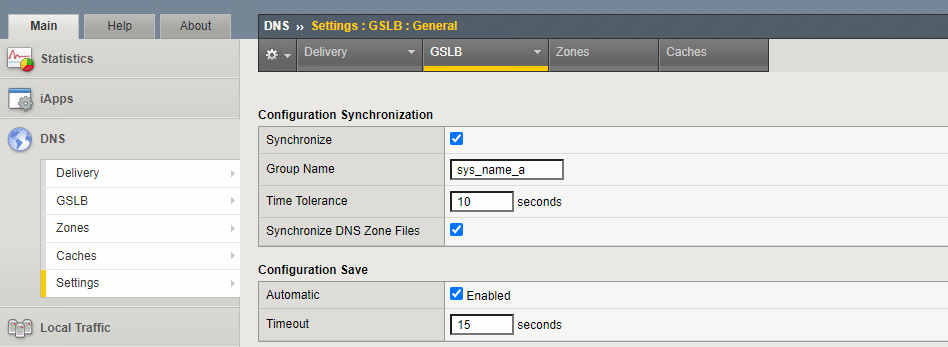 Main Help About
DNS ›› Settings : GSLB : General
Delivery GSLB Zones Caches
Statistics
iApps
DNS
Delivery
GSLB
Zones
Caches
Settings
Local Traffic
Configuration Synchronization
Synchronize
Group Name sys_name_a
Time Tolerance 10 seconds
Synchronize DNS Zone Files
Configuration Save
Automatic Enabled
Timeout 15 seconds